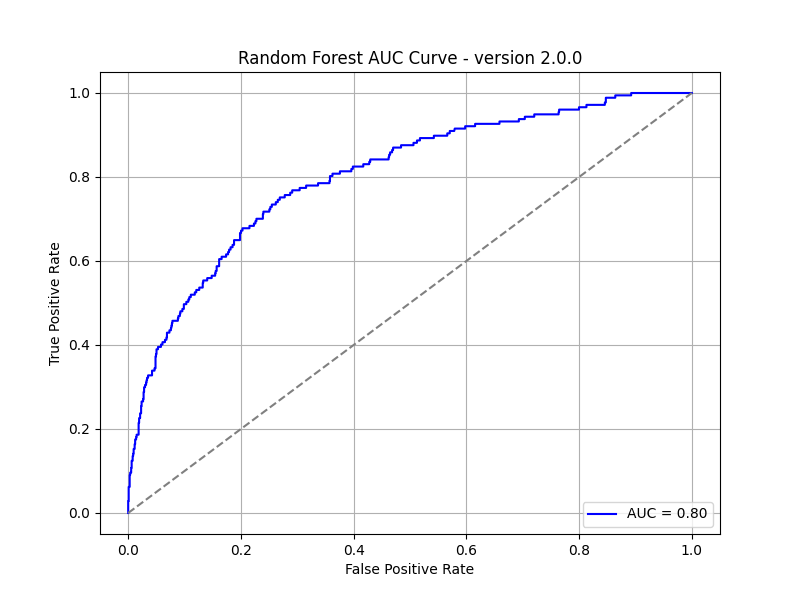 Random Forest AUC Curve - version 2.0.0
True Positive Rate
1.0
0.8
0.6
0.4
0.2
0.0
AUC = 0.80
0.0 0.2 0.4 0.6 0.8 1.0
False Positive Rate